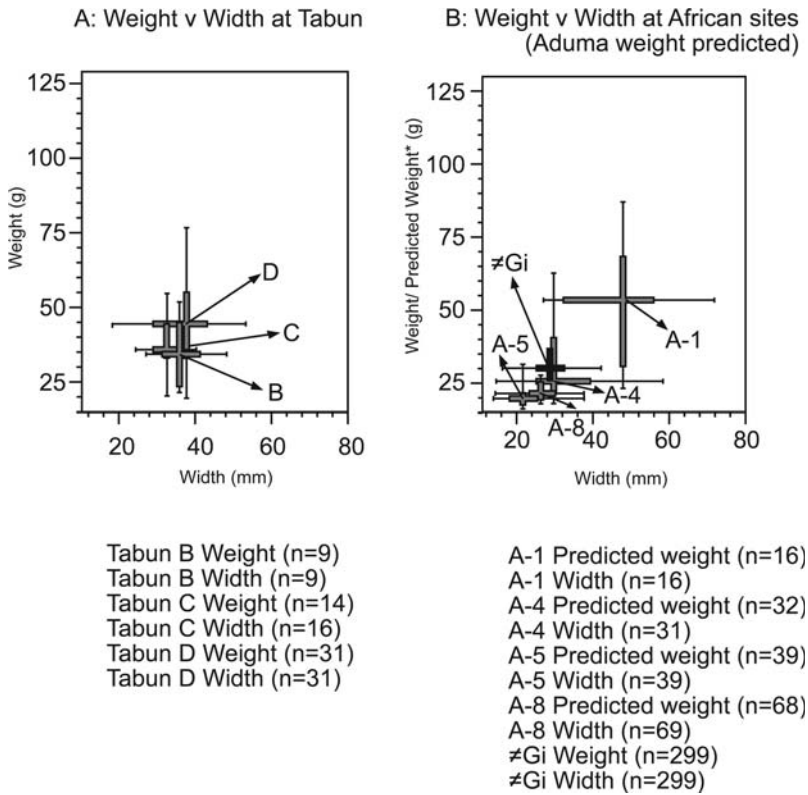 A: Weight v Width at Tabun
125
100
75
50
25
Weight (g)
D
C
B
20 40 60 80
Width (mm)
B: Weight v Width at African sites
(Aduma weight predicted)
125
100
75
50
25
Weight/ Predicted Weight* (g)
≠Gi
A-5
A-1
A-4
A-8
20 40 60 80
Width (mm)
Tabun B Weight (n=9)
Tabun B Width (n=9)
Tabun C Weight (n=14)
Tabun C Width (n=16)
Tabun D Weight (n=31)
Tabun D Width (n=31)
A-1 Predicted weight (n=16)
A-1 Width (n=16)
A-4 Predicted weight (n=32)
A-4 Width (n=31)
A-5 Predicted weight (n=39)
A-5 Width (n=39)
A-8 Predicted weight (n=68)
A-8 Width (n=69)
≠Gi Weight (n=299)
≠Gi Width (n=299)